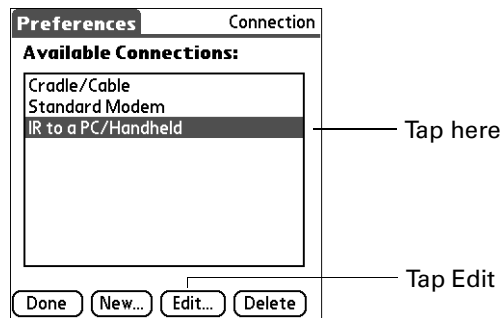 Preferences Connection
Available Connections:
Cradle/Cable
Standard Modem
IR to a PC/Handheld
Tap here
Tap Edit
Done New... Edit... Delete